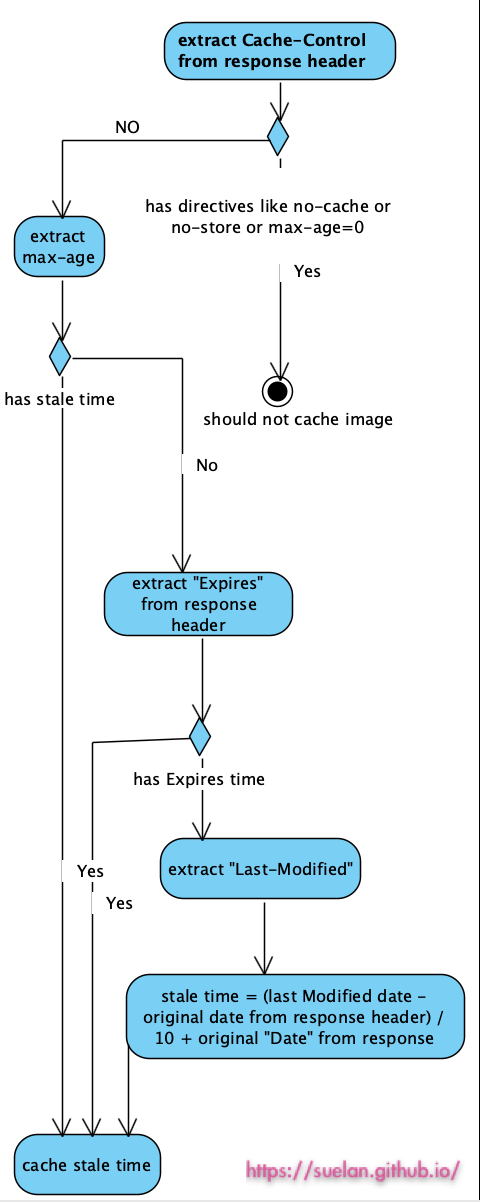 extract Cache-Control
from response header
NO
has directives like no-cache or
no-store or max-age=0
extract
max-age
Yes
has stale time
should not cache image
No
extract "Expires"
from response
header
has Expires time
extract "Last-Modified"
Yes
Yes
stale time = (last Modified date -
original date from response header) /
10 + original "Date" from response
cache stale time
https://suelan.github.io/